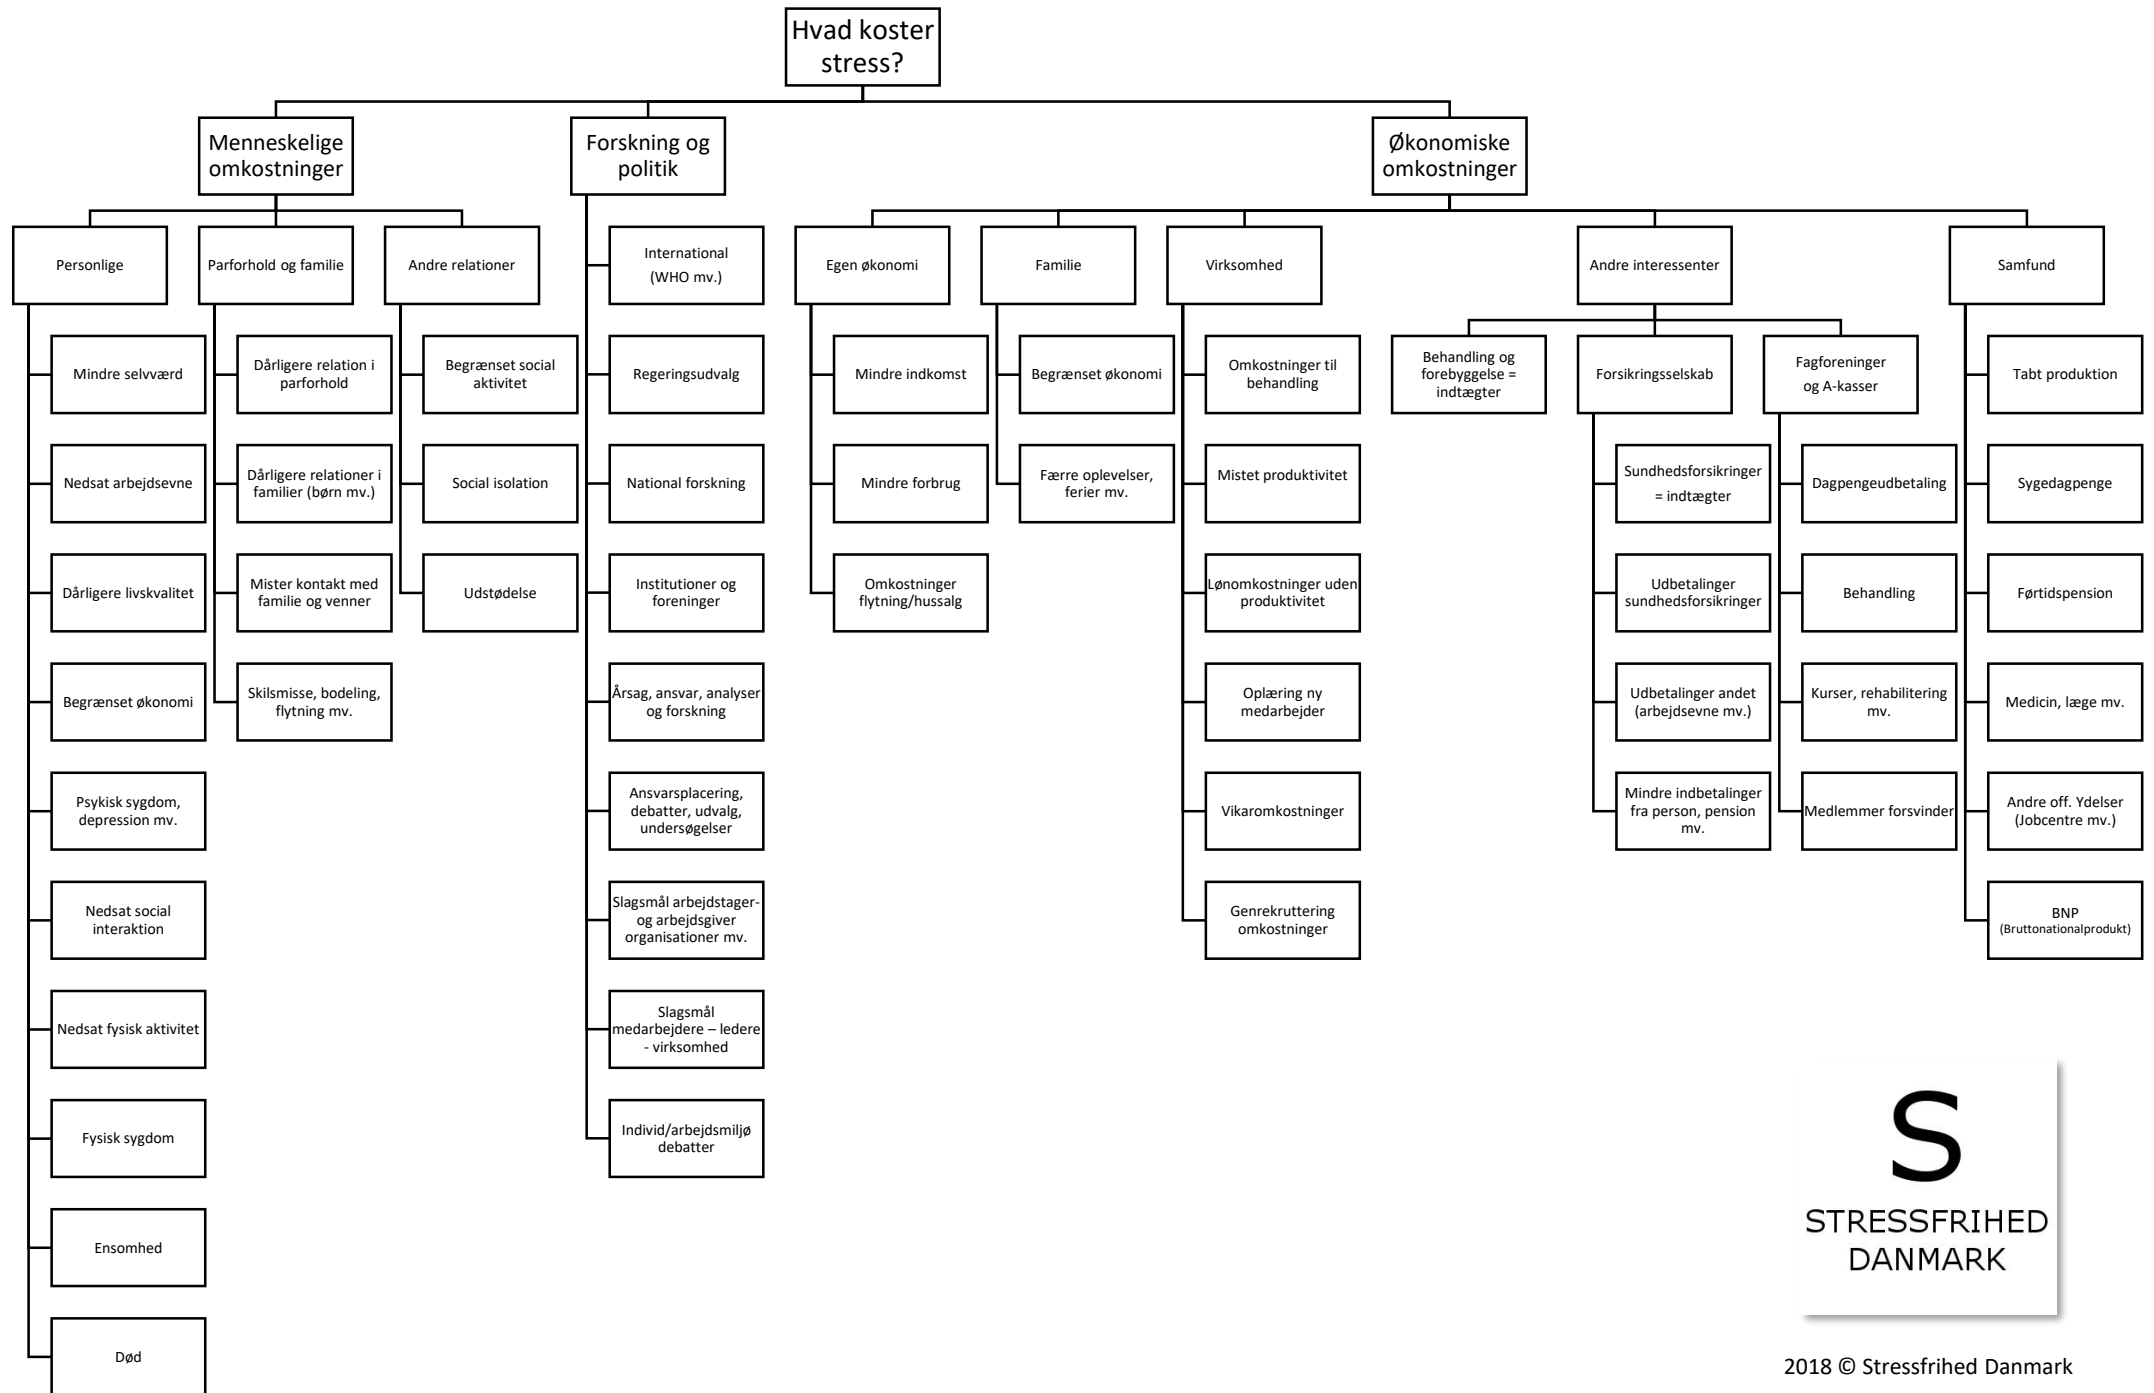 Hvad koster
stress?
Menneskelige
omkostninger
Personlige
Mindre selvværd
Nedsat arbejdsevne
Dårligere livskvalitet
Begrænset økonomi
Psykisk sygdom,
depression mv.
Nedsat social
interaktion
Nedsat fysisk aktivitet
Fysisk sygdom
Ensomhed
Død
Parforhold og familie
Dårligere relation i
parforhold
Dårligere relationer i
familier (børn mv.)
Mister kontakt med
familie og venner
Skilsmisse, bodeling,
flytning mv.
Andre relationer
Begrænset social
aktivitet
Social isolation
Udstødelse
Forskning og
politik
International
(WHO mv.)
Regeringsudvalg
National forskning
Institutioner og
foreninger
Årsag, ansvar, analyser
og forskning
Ansvarsplacering,
debatter, udvalg,
undersøgelser
Slagsmål arbejdstager-
og arbejdsgiver
organisationer mv.
Slagsmål
medarbejdere – ledere
- virksomhed
Individ/arbejdsmiljø
debatter
Økonomiske
omkostninger
Egen økonomi
Mindre indkomst
Mindre forbrug
Omkostninger
flytning/hussalg
Familie
Begrænset økonomi
Færre oplevelser,
ferier mv.
Virksomhed
Omkostninger til
behandling
Mistet produktivitet
Lønomkostninger uden
produktivitet
Oplæring ny
medarbejder
Vikaromkostninger
Genrekruttering
omkostninger
Andre interessenter
Behandling og
forebyggelse =
indtægter
Forsikringsselskab
Sundhedsforsikringer
= indtægter
Udbetalinger
sundhedsforsikringer
Udbetalinger andet
(arbejdsevne mv.)
Mindre indbetalinger
fra person, pension
mv.
Fagforeninger
og A-kasser
Dagpengeudbetaling
Behandling
Kurser, rehabilitering
mv.
Medlemmer forsvinder
Samfund
Tabt produktion
Sygedagpenge
Førtidspension
Medicin, læge mv.
Andre off. Ydelser
(Jobcentre mv.)
BNP
(Bruttonationalprodukt)
S
STRESSFRIHED
DANMARK
2018 © Stressfrihed Danmark